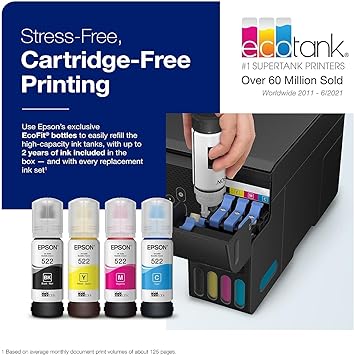 Stress-Free,
Cartridge-Free
Printing
Use Epson's exclusive
EcoFit® bottles to easily refill the
high-capacity ink tanks, with up to
2 years of ink included in the
box — and with every replacement
ink set¹
ecotank®
#1 SUPERTANK PRINTERS
Over 60 Million Sold
Worldwide 2011 - 6/2021
EPSON
522
BK
EPSON
522
Y
EPSON
522
M
EPSON
522
C
1 Based on average monthly document print volumes of about 125 pages.